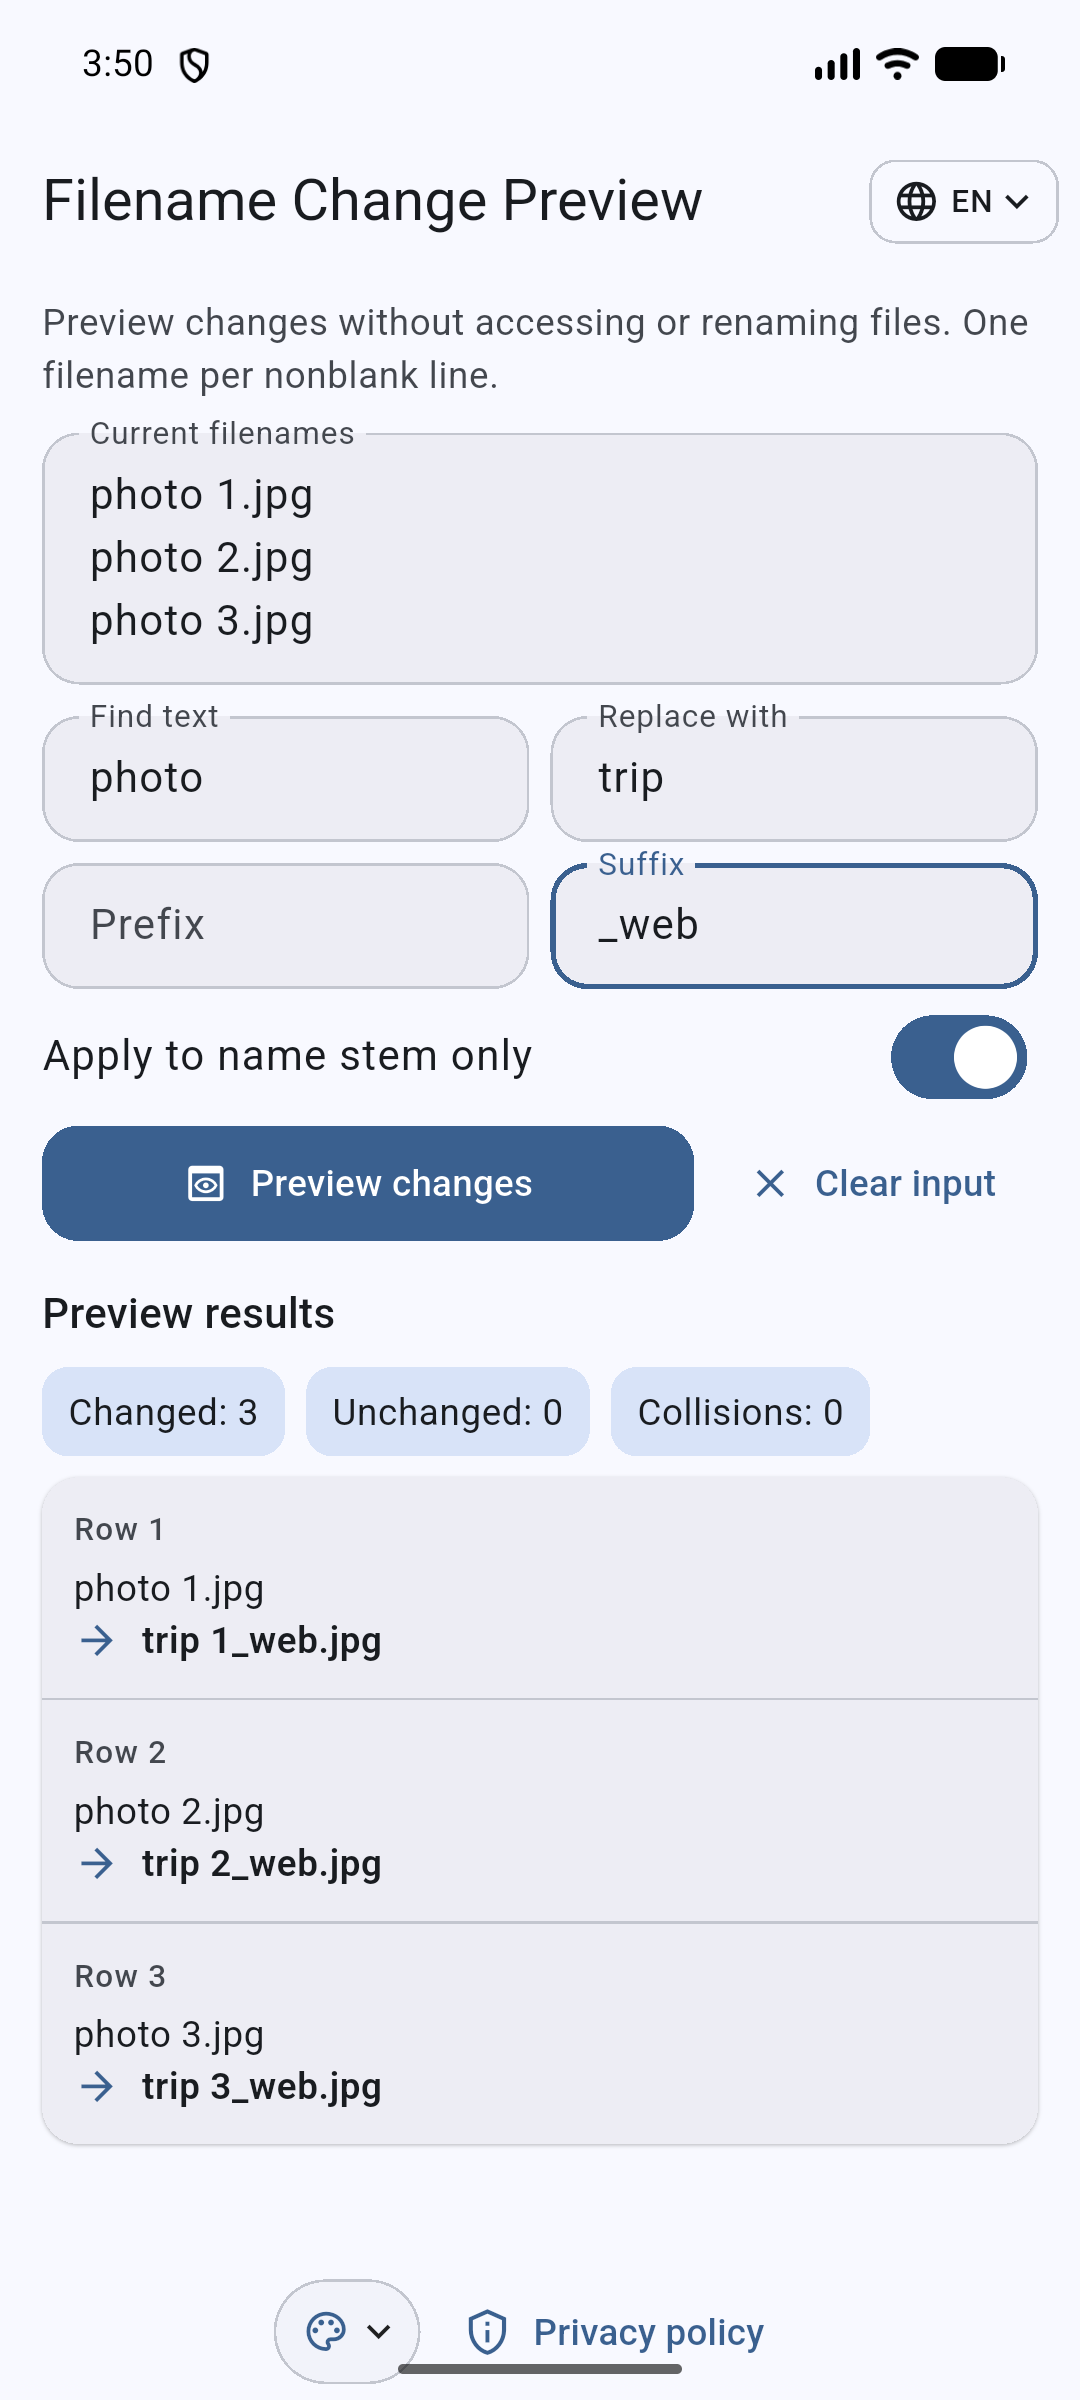 3:50
Filename Change Preview
EN
Preview changes without accessing or renaming files. One
filename per nonblank line.
Current filenames
photo 1.jpg
photo 2.jpg
photo 3.jpg
Find text
photo
Replace with
trip
Prefix
Suffix
_web
Apply to name stem only
Preview changes
Clear input
Preview results
Changed: 3
Unchanged: 0
Collisions: 0
Row 1
photo 1.jpg
→ trip 1_web.jpg
Row 2
photo 2.jpg
→ trip 2_web.jpg
Row 3
photo 3.jpg
→ trip 3_web.jpg
Privacy policy